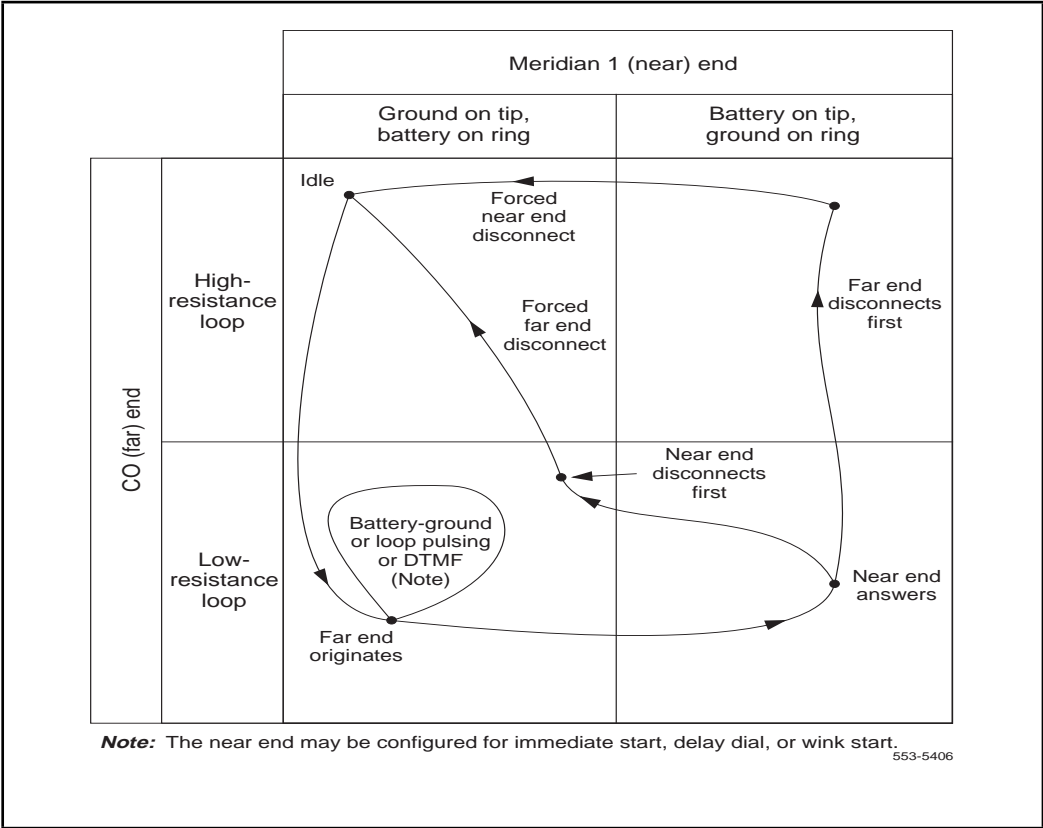 Meridian 1 (near) end
Ground on tip,
battery on ring
Battery on tip,
ground on ring
CO (far) end
High-
resistance
loop
Idle
Forced
near end
disconnect
Forced
far end
disconnect
Far end
disconnects
first
Low-
resistance
loop
Near end
disconnects
first
Battery-ground
or loop pulsing
or DTMF
(Note)
Near end
answers
Far end
originates
Note: The near end may be configured for immediate start, delay dial, or wink start.
553-5406